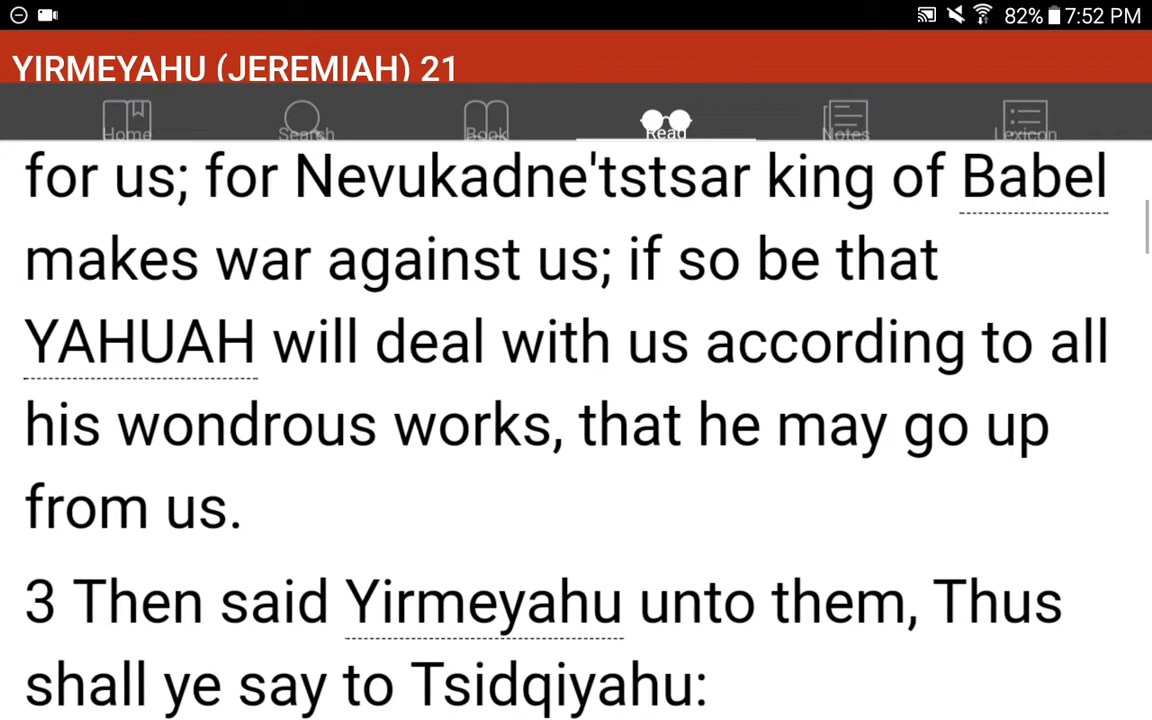 82% 7:52 PM
YIRMEYAHU (JEREMIAH) 21
Home Search Book Read Notes Lexicon
for us; for Nevukadne'tstsar king of Babel
makes war against us; if so be that
YAHUAH will deal with us according to all
his wondrous works, that he may go up
from us.
3 Then said Yirmeyahu unto them, Thus
shall ye say to Tsidqiyahu: